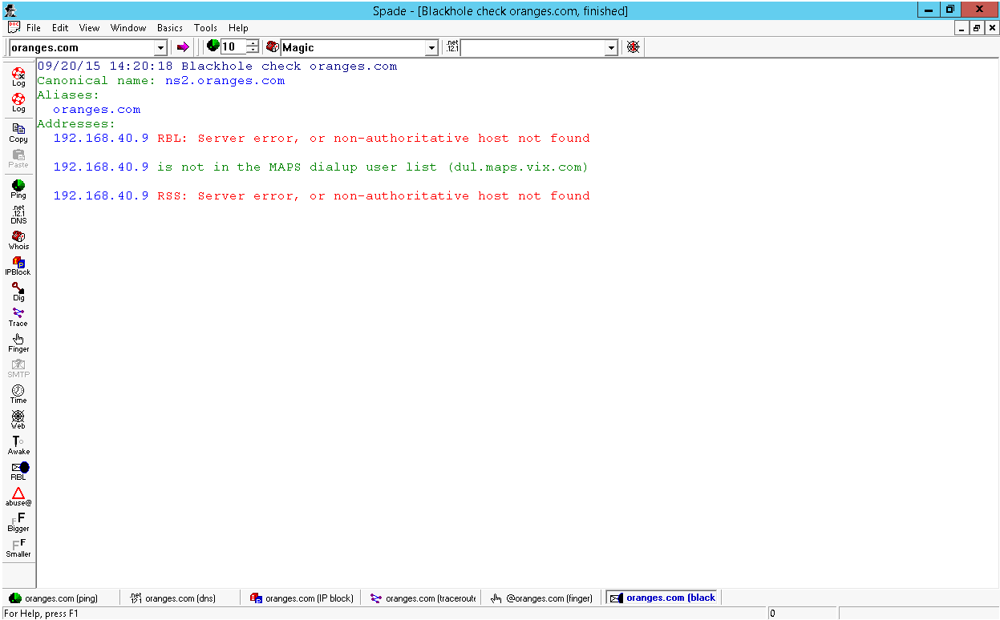 Spade - [Blackhole check oranges.com, finished]
File Edit View Window Basics Tools Help
oranges.com 10 Magic .net 12.1
09/20/15 14:20:18 Blackhole check oranges.com
Canonical name: ns2.oranges.com
Aliases:
oranges.com
Addresses:
192.168.40.9 RBL: Server error, or non-authoritative host not found
192.168.40.9 is not in the MAPS dialup user list (dul.maps.vix.com)
192.168.40.9 RSS: Server error, or non-authoritative host not found
Log
Log
Copy
Paste
Ping
.net
.12.1
DNS
Whois
IPBlock
Dig
Trace
Finger
SMTP
Time
Web
Awake
RBL
abuse@
Bigger
Smaller
oranges.com (ping) .net 12.1 oranges.com (dns) oranges.com (IP block) oranges.com (traceroute @oranges.com (finger) oranges.com (black
For Help, press F1 0